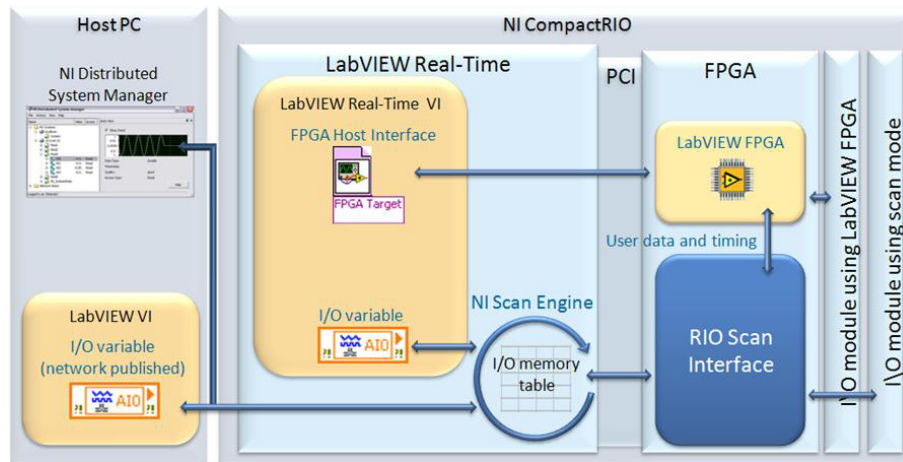 Host PC
NI Distributed
System Manager
LabVIEW VI
I/O variable
(network published)
AIO
NI CompactRIO
LabVIEW Real-Time
LabVIEW Real-Time VI
FPGA Host Interface
FPGA Target
I/O variable
AIO
NI Scan Engine
I/O memory
table
PCI
FPGA
LabVIEW FPGA
User data and timing
RIO Scan
Interface
I\O module using LabVIEW FPGA
I\O module using scan mode